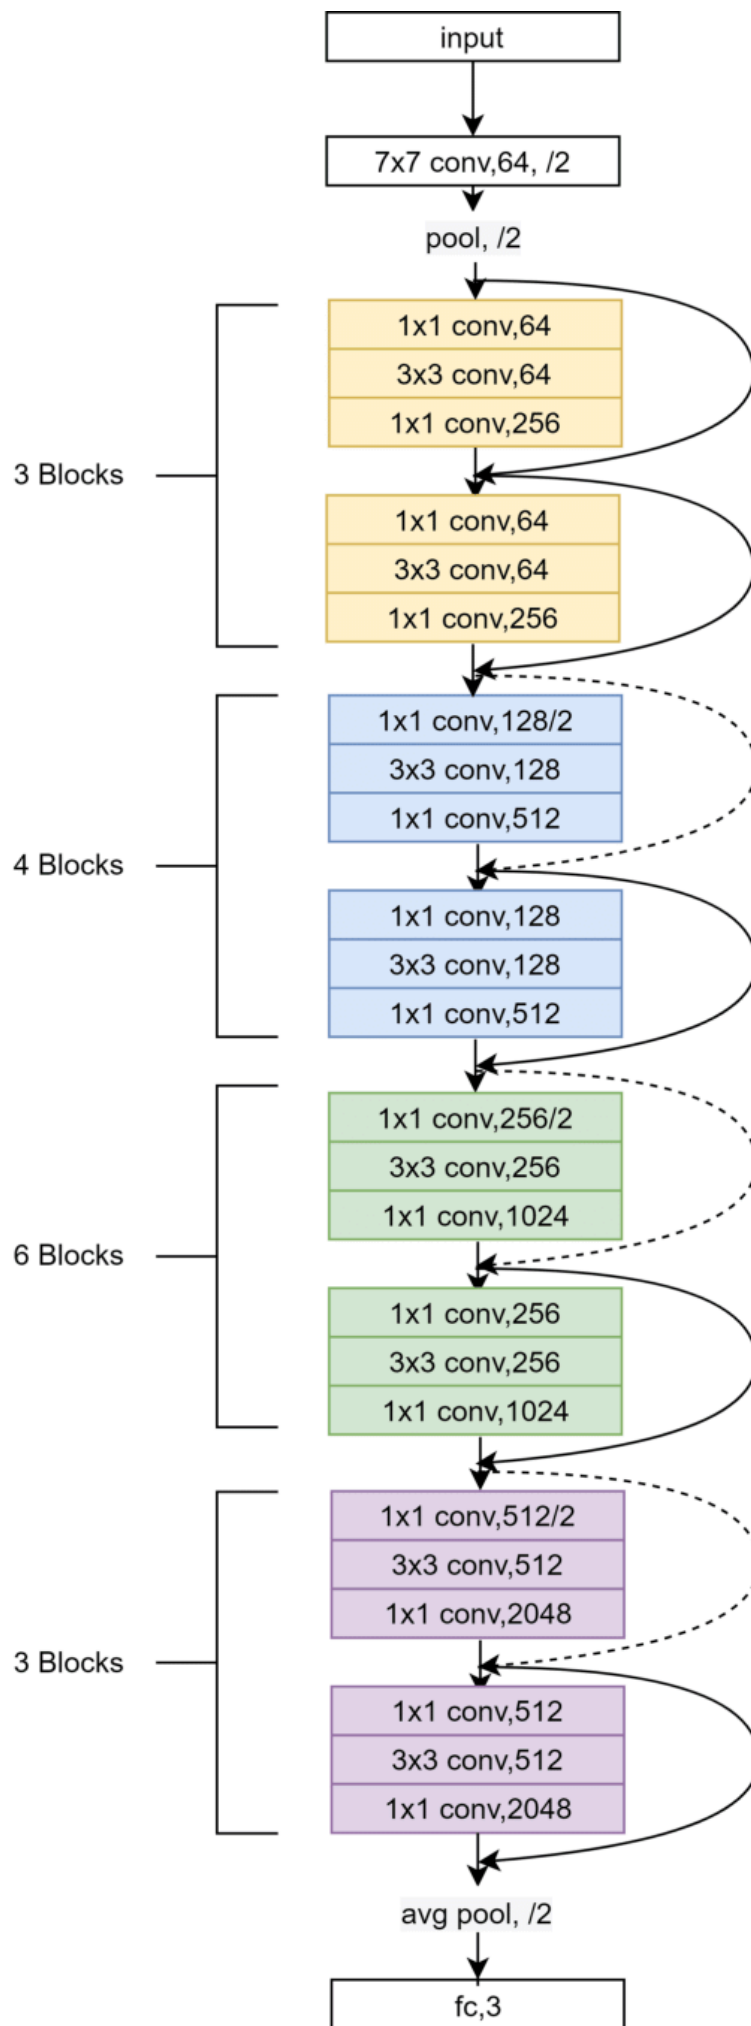 input
7x7 conv,64, /2
pool, /2
1x1 conv,64
3x3 conv,64
1x1 conv,256
3 Blocks
1x1 conv,64
3x3 conv,64
1x1 conv,256
1x1 conv,128/2
3x3 conv,128
1x1 conv,512
4 Blocks
1x1 conv,128
3x3 conv,128
1x1 conv,512
1x1 conv,256/2
3x3 conv,256
1x1 conv,1024
6 Blocks
1x1 conv,256
3x3 conv,256
1x1 conv,1024
1x1 conv,512/2
3x3 conv,512
1x1 conv,2048
3 Blocks
1x1 conv,512
3x3 conv,512
1x1 conv,2048
avg pool, /2
fc,3